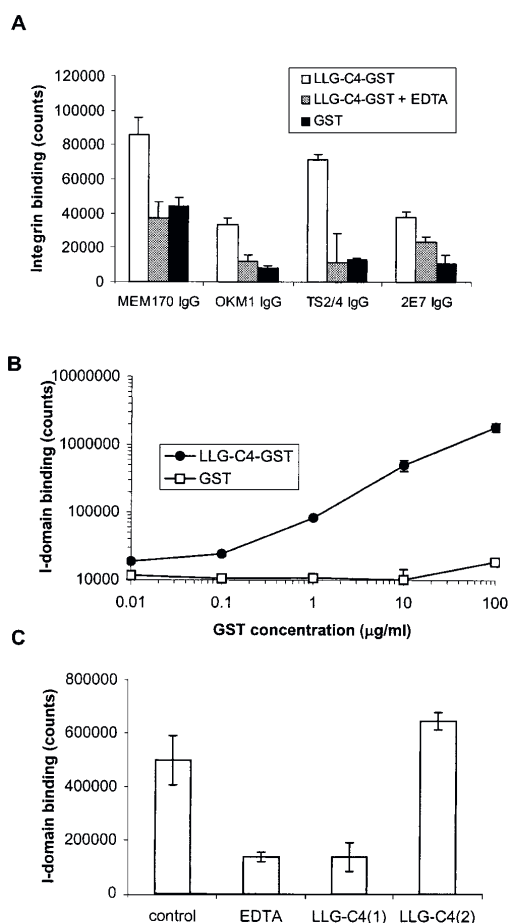 A
LLG-C4-GST
LLG-C4-GST + EDTA
GST
Integrin binding (counts)
120000
100000
80000
60000
40000
20000
0
MEM170 IgG OKM1 IgG TS2/4 IgG 2E7 IgG
B
I-domain binding (counts)
10000000
1000000
100000
10000
LLG-C4-GST
GST
0.01 0.1 1 10 100
GST concentration (μg/ml)
C
I-domain binding (counts)
800000
600000
400000
200000
0
control EDTA LLG-C4(1) LLG-C4(2)